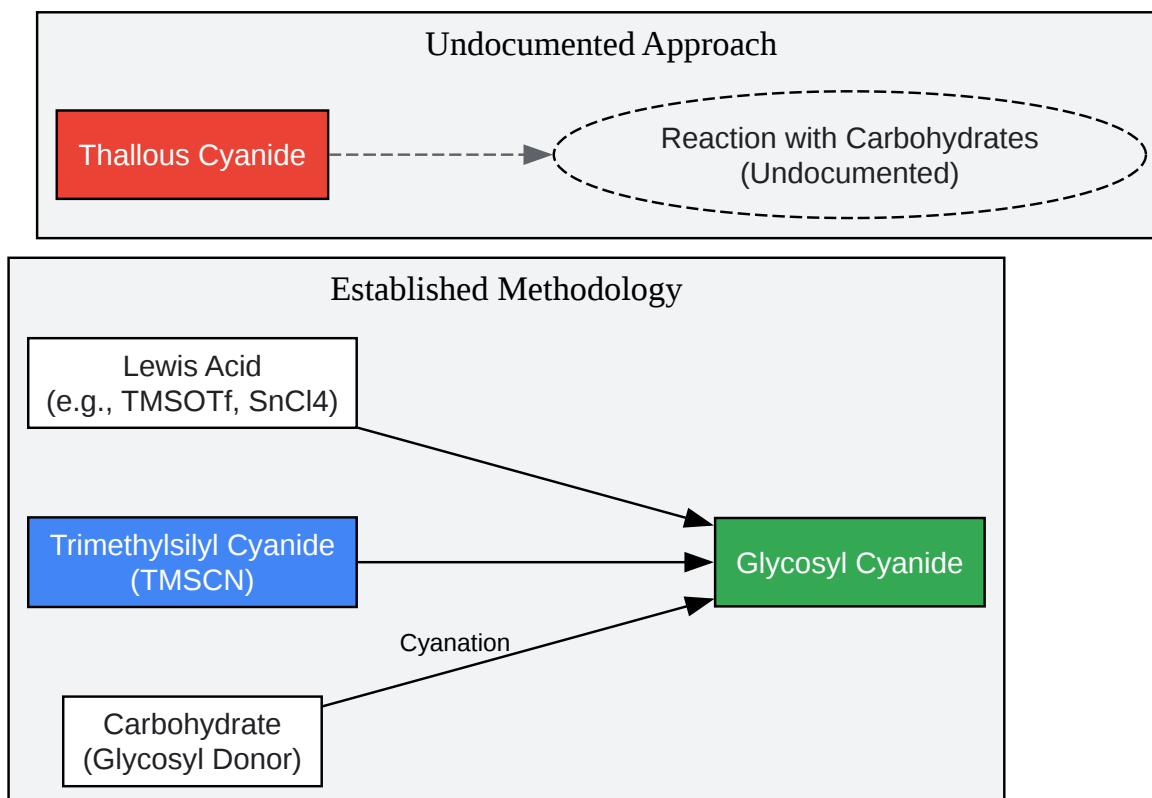 Undocumented Approach
Thallous Cyanide
Reaction with Carbohydrates
(Undocumented)
Established Methodology
Lewis Acid
(e.g., TMSOTf, SnCl4)
Trimethylsilyl Cyanide
(TMSCN)
Glycosyl Cyanide
Cyanation
Carbohydrate
(Glycosyl Donor)